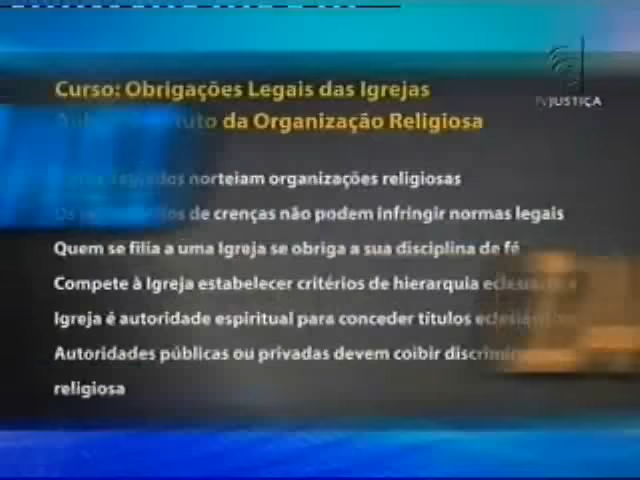 Curso: Obrigações Legais das Igrejas
da Organização Religiosa
norteiam organizações religiosas
de crenças não podem infringir normas legais
Quem se filia a uma Igreja se obriga a sua disciplina de fé
Compete à Igreja estabelecer critérios de hierarquia
Igreja é autoridade espiritual para conceder títulos
Autoridades públicas ou privadas devem coibir
religiosa
TVJUSTIÇA